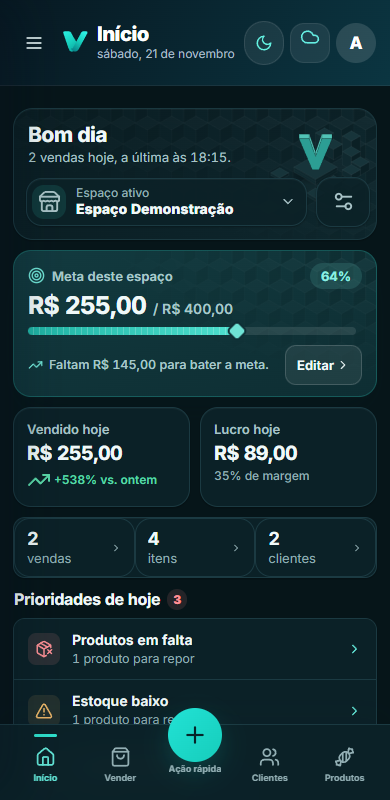 Início
sábado, 21 de novembro
A
Bom dia
2 vendas hoje, a última às 18:15.
Espaço ativo
Espaço Demonstração
Meta deste espaço
64%
R$ 255,00 / R$ 400,00
Faltam R$ 145,00 para bater a meta.
Editar
Vendido hoje
R$ 255,00
+538% vs. ontem
Lucro hoje
R$ 89,00
35% de margem
2
vendas
4
itens
2
clientes
Prioridades de hoje 3
Produtos em falta
1 produto para repor
Estoque baixo
1 produto para re
Início
Vender
Ação rápida
Clientes
Produtos